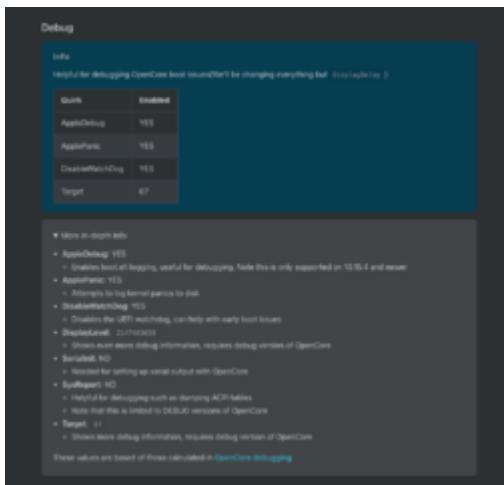 Debug
Info
Helpful for debugging OpenCore boot issues(We'll be changing everything but DisplayDelay )
Quirk Enabled
AppleDebug YES
ApplePanic YES
DisableWatchDog YES
Target 67
▼ More in-depth Info
• AppleDebug: YES
◦ Enables boot.efi logging, useful for debugging. Note this is only supported on 10.15.4 and newer
• ApplePanic: YES
◦ Attempts to log kernel panics to disk
• DisableWatchDog: YES
◦ Disables the UEFI watchdog, can help with early boot issues
• DisplayLevel: 2147483650
◦ Shows even more debug information, requires debug version of OpenCore
• SerialInit: NO
◦ Needed for setting up serial output with OpenCore
• SysReport: NO
◦ Helpful for debugging such as dumping ACPI tables
◦ Note that this is limited to DEBUG versions of OpenCore
• Target: 67
◦ Shows more debug information, requires debug version of OpenCore
These values are based of those calculated in OpenCore debugging